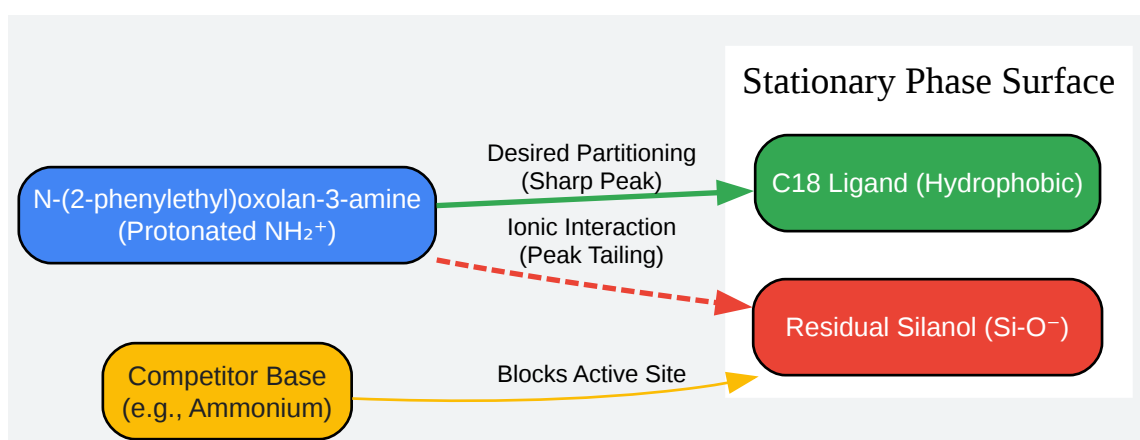 Stationary Phase Surface
Desired Partitioning
(Sharp Peak)
C18 Ligand (Hydrophobic)
N-(2-phenylethyl)oxolan-3-amine
(Protonated NH₂⁺)
Ionic Interaction
(Peak Tailing)
Residual Silanol (Si-O⁻)
Competitor Base
(e.g., Ammonium)
Blocks Active Site